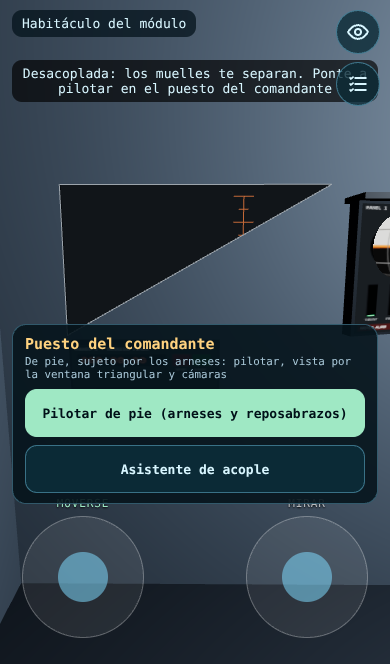 Habitáculo del módulo
Desacoplada: los muelles te separan. Ponte a
pilotar en el puesto del comandante
Puesto del comandante
De pie, sujeto por los arneses: pilotar, vista por
la ventana triangular y cámaras
Pilotar de pie (arneses y reposabrazos)
Asistente de acople
MOVERSE
MIRAR